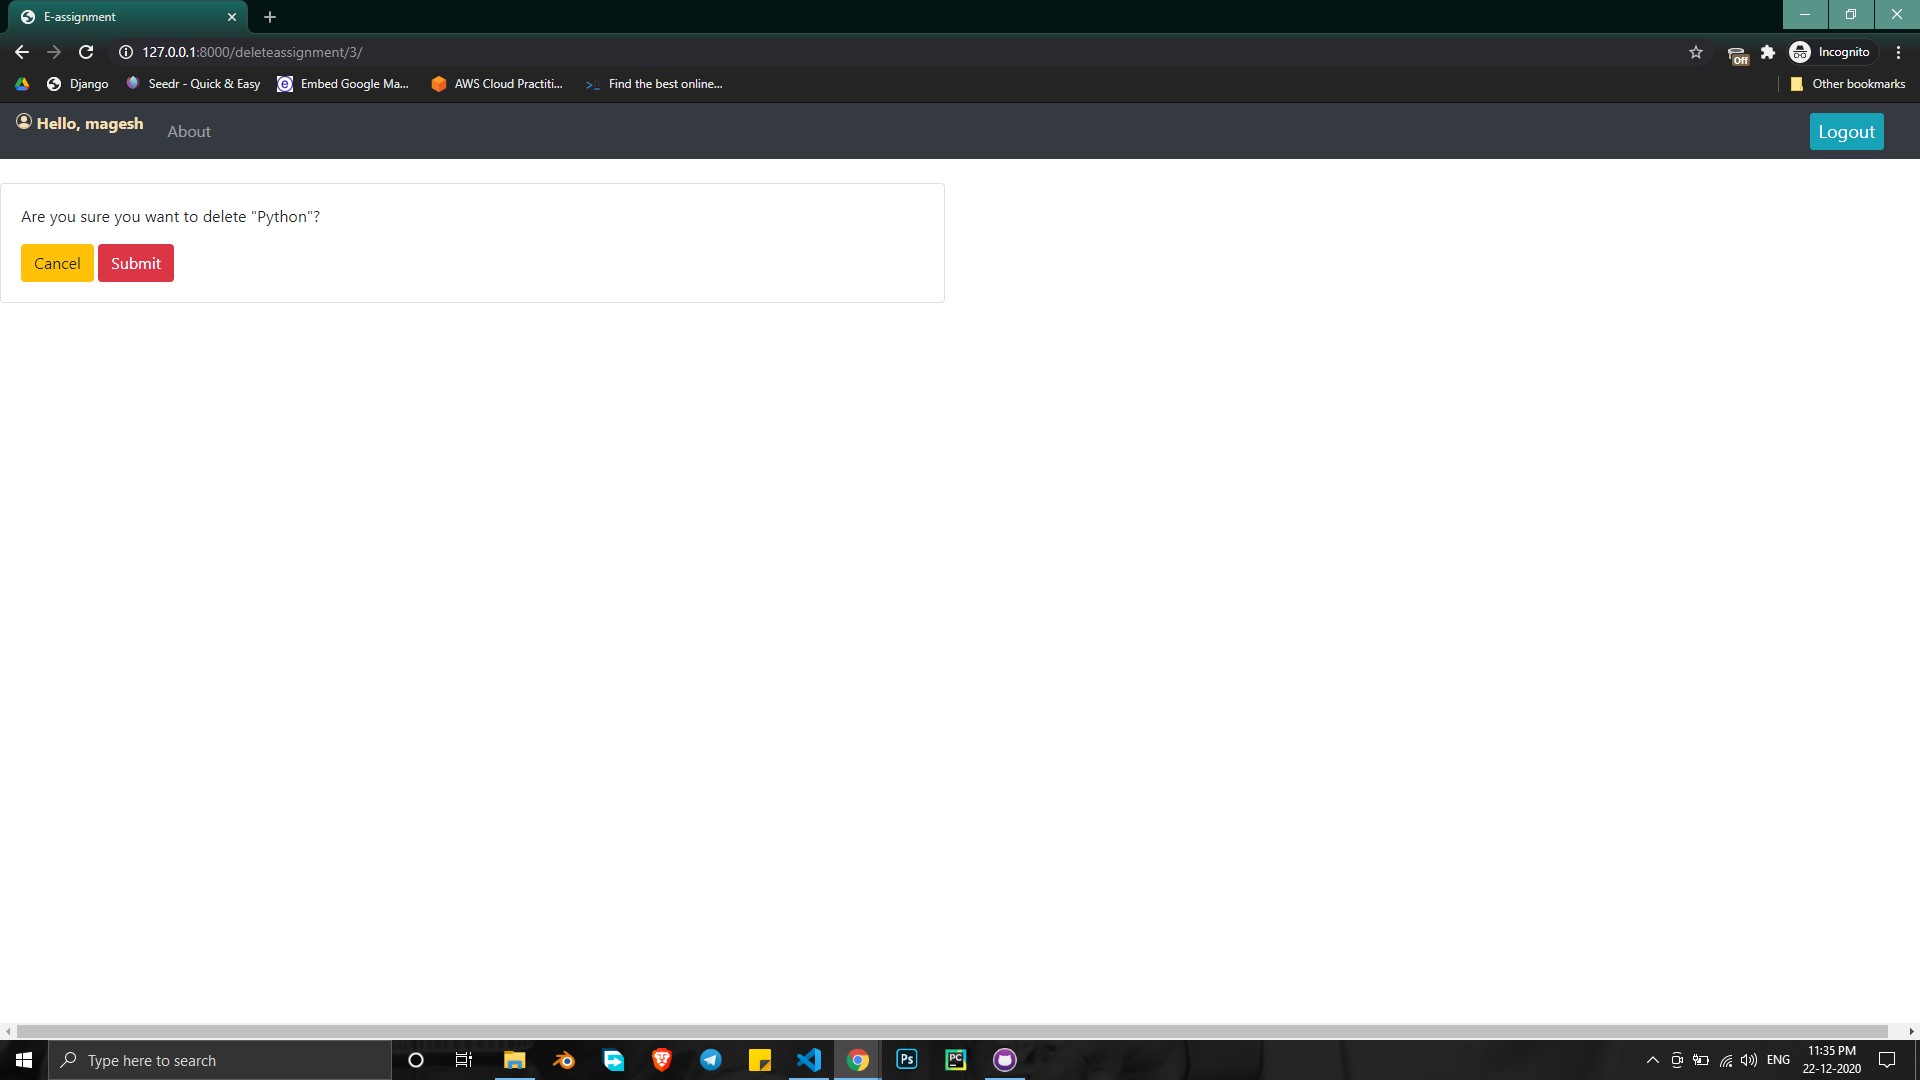 E-assignment
127.0.0.1:8000/deleteassignment/3/
Off
Incognito
Django
Seedr - Quick & Easy
Embed Google Ma...
AWS Cloud Practiti...
Find the best online...
Other bookmarks
Hello, magesh
About
Logout
Are you sure you want to delete "Python"?
Cancel
Submit
Type here to search
Ps
PC
ENG
11:35 PM
22-12-2020